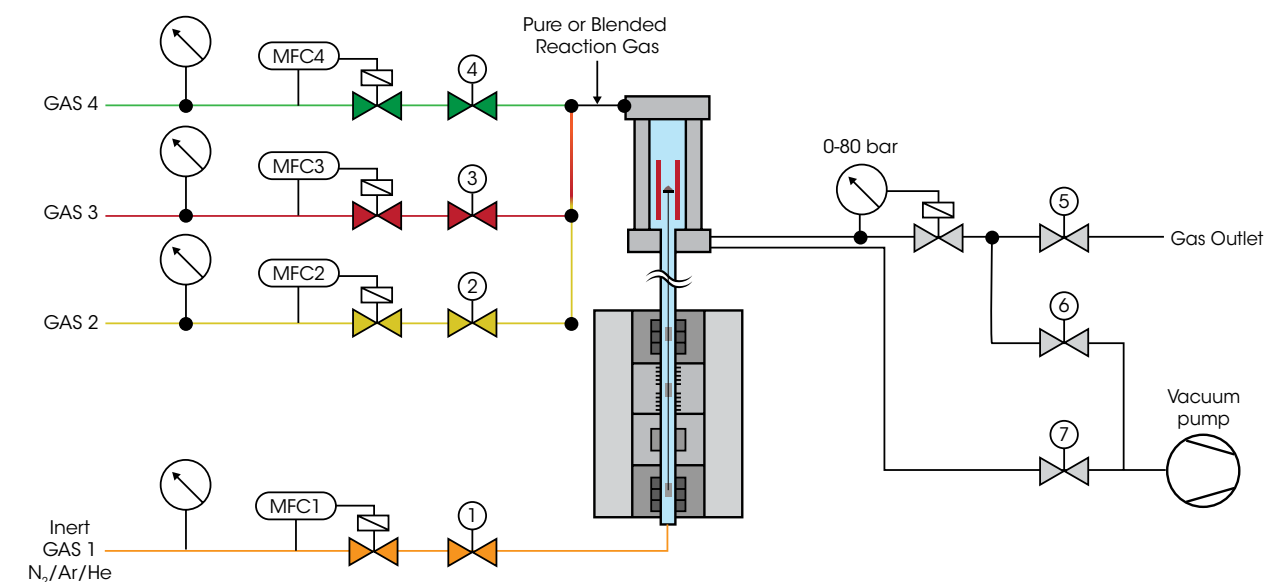 Pure or Blended
Reaction Gas
MFC4
4
GAS 4
MFC3
3
GAS 3
0-80 bar
5
Gas Outlet
MFC2
2
GAS 2
6
Vacuum
pump
7
MFC1
1
Inert
GAS 1
N₂/Ar/He